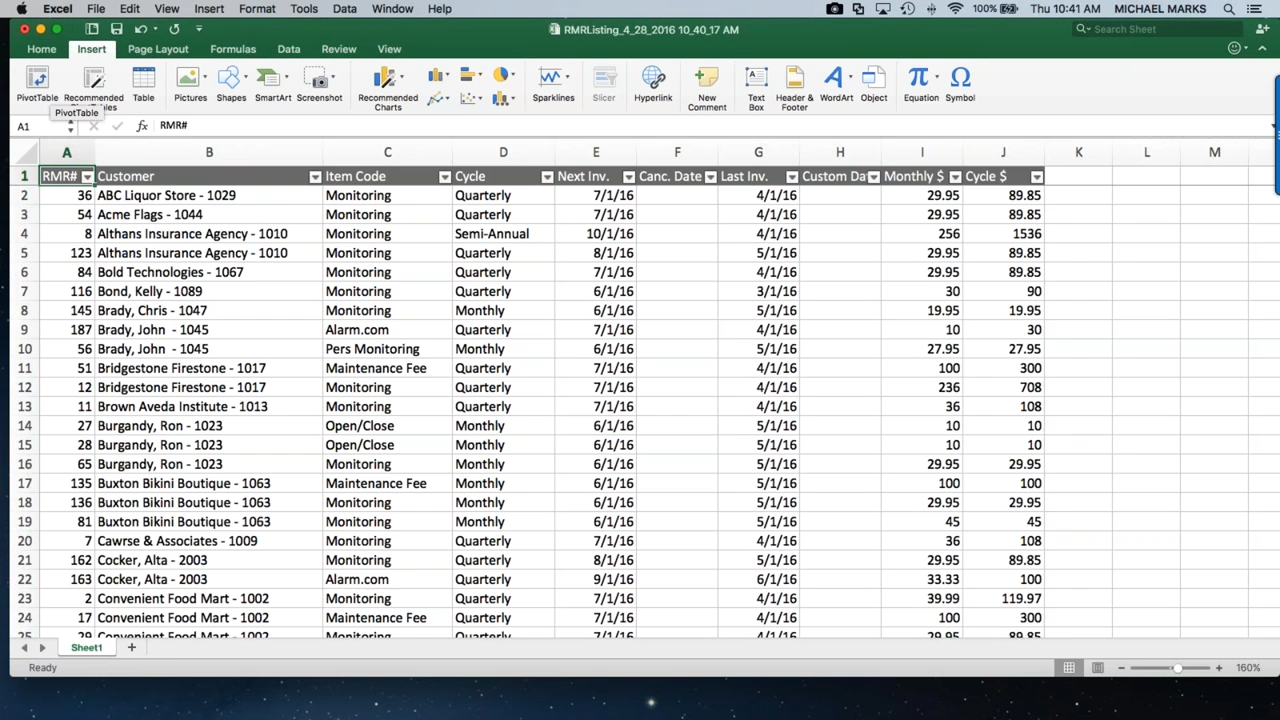 Excel File Edit View Insert Format Tools Data Window Help 100% Thu 10:41 AM MICHAEL MARKS
RMRListing_4_28_2016 10_40_17 AM Search Sheet
Home Insert Page Layout Formulas Data Review View
PivotTable Recommended PivotTables Table Pictures Shapes SmartArt Screenshot Recommended Charts Sparklines Slicer Hyperlink New Comment Text Box Header & Footer WordArt Object Equation Symbol
PivotTable
A1 fx RMR#
A B C D E F G H I J K L M
1 RMR# Customer Item Code Cycle Next Inv. Canc. Date Last Inv. Custom Da Monthly $ Cycle $
2 36 ABC Liquor Store - 1029 Monitoring Quarterly 7/1/16 4/1/16 29.95 89.85
3 54 Acme Flags - 1044 Monitoring Quarterly 7/1/16 4/1/16 29.95 89.85
4 8 Althans Insurance Agency - 1010 Monitoring Semi-Annual 10/1/16 4/1/16 256 1536
5 123 Althans Insurance Agency - 1010 Monitoring Quarterly 8/1/16 5/1/16 29.95 89.85
6 84 Bold Technologies - 1067 Monitoring Quarterly 7/1/16 4/1/16 29.95 89.85
7 116 Bond, Kelly - 1089 Monitoring Quarterly 6/1/16 3/1/16 30 90
8 145 Brady, Chris - 1047 Monitoring Monthly 6/1/16 5/1/16 19.95 19.95
9 187 Brady, John - 1045 Alarm.com Quarterly 7/1/16 4/1/16 10 30
10 56 Brady, John - 1045 Pers Monitoring Monthly 6/1/16 5/1/16 27.95 27.95
11 51 Bridgestone Firestone - 1017 Maintenance Fee Quarterly 7/1/16 4/1/16 100 300
12 12 Bridgestone Firestone - 1017 Monitoring Quarterly 7/1/16 4/1/16 236 708
13 11 Brown Aveda Institute - 1013 Monitoring Quarterly 7/1/16 4/1/16 36 108
14 27 Burgandy, Ron - 1023 Open/Close Monthly 6/1/16 5/1/16 10 10
15 28 Burgandy, Ron - 1023 Open/Close Monthly 6/1/16 5/1/16 10 10
16 65 Burgandy, Ron - 1023 Monitoring Monthly 6/1/16 5/1/16 29.95 29.95
17 135 Buxton Bikini Boutique - 1063 Maintenance Fee Monthly 6/1/16 5/1/16 100 100
18 136 Buxton Bikini Boutique - 1063 Monitoring Monthly 6/1/16 5/1/16 29.95 29.95
19 81 Buxton Bikini Boutique - 1063 Monitoring Monthly 6/1/16 5/1/16 45 45
20 7 Cawrse & Associates - 1009 Monitoring Quarterly 7/1/16 4/1/16 36 108
21 162 Cocker, Alta - 2003 Monitoring Quarterly 8/1/16 5/1/16 29.95 89.85
22 163 Cocker, Alta - 2003 Alarm.com Quarterly 9/1/16 6/1/16 33.33 100
23 2 Convenient Food Mart - 1002 Monitoring Quarterly 7/1/16 4/1/16 39.99 119.97
24 17 Convenient Food Mart - 1002 Maintenance Fee Quarterly 7/1/16 4/1/16 100 300
25 29 Convenient Food Mart - 1002 Monitoring Quarterly 7/1/16 4/1/16 29.95 89.85
Sheet1
Ready 160%